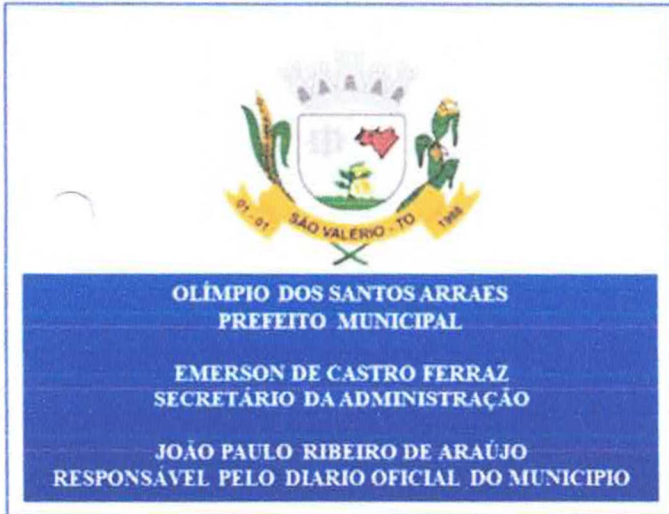 01 - 01 SÃO VALÉRIO - TO 1988
OLÍMPIO DOS SANTOS ARRAES
PREFEITO MUNICIPAL
EMERSON DE CASTRO FERRAZ
SECRETÁRIO DA ADMINISTRAÇÃO
JOÃO PAULO RIBEIRO DE ARAÚJO
RESPONSÁVEL PELO DIARIO OFICIAL DO MUNICIPIO